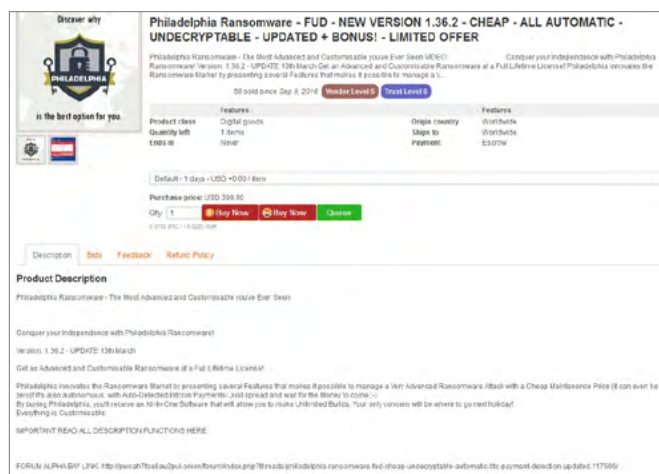 Discover why
PHILADELPHIA
is the best option for you.
Philadelphia Ransomware - FUD - NEW VERSION 1.36.2 - CHEAP - ALL AUTOMATIC -
UNDECRYPTABLE - UPDATED + BONUS! - LIMITED OFFER
Philadelphia Ransomware - The Most Advanced and Customisable youve Ever Seen VIDEO: Conquer your Independence with Philadelphia
Ransomware! Version: 1.36.2 - UPDATE 13th March Get an Advanced and Customisable Ransomware at a Full Lifetime License! Philadelphia innovates the
Ransomware Market by presenting several Features that makes it possible to manage a V...
sold since Sep 2016 Vendor Level Trust Level
Features Features
Product class Digital goods Origin country Worldwide
Quantity left 1 items Ships to Worldwide
Ends in Never Payment Escrow
Default - 1 days - USD +0.00 / item
Purchase price: USD
Qty: 1 Buy Now Buy Now Queue
Description Bids Feedback Refund Policy
Product Description
Philadelphia Ransomware - The Most Advanced and Customisable youve Ever Seen
Conquer your Independence with Philadelphia Ransomware!
Version: 1.36.2 - UPDATE 13th March
Get an Advanced and Customisable Ransomware at a Full Lifetime License!
Philadelphia innovates the Ransomware Market by presenting several Features that makes it possible to manage a Very Advanced Ransomware Attack with a Cheap Maintenance Price (it can even be
zero)! It's also autonomous, with Auto-Detected Bitcoin Payments! Just spread and wait for the Money to come :-)
By buying Philadelphia, you'll receive an All-In-One Software that will allow you to make Unlimited Builds. Your only concern will be where to go next holiday!
Everything is Customisable.
IMPORTANT READ ALL DESCRIPTION FUNCTIONS HERE:
FORUM ALPHA BAY LINK: